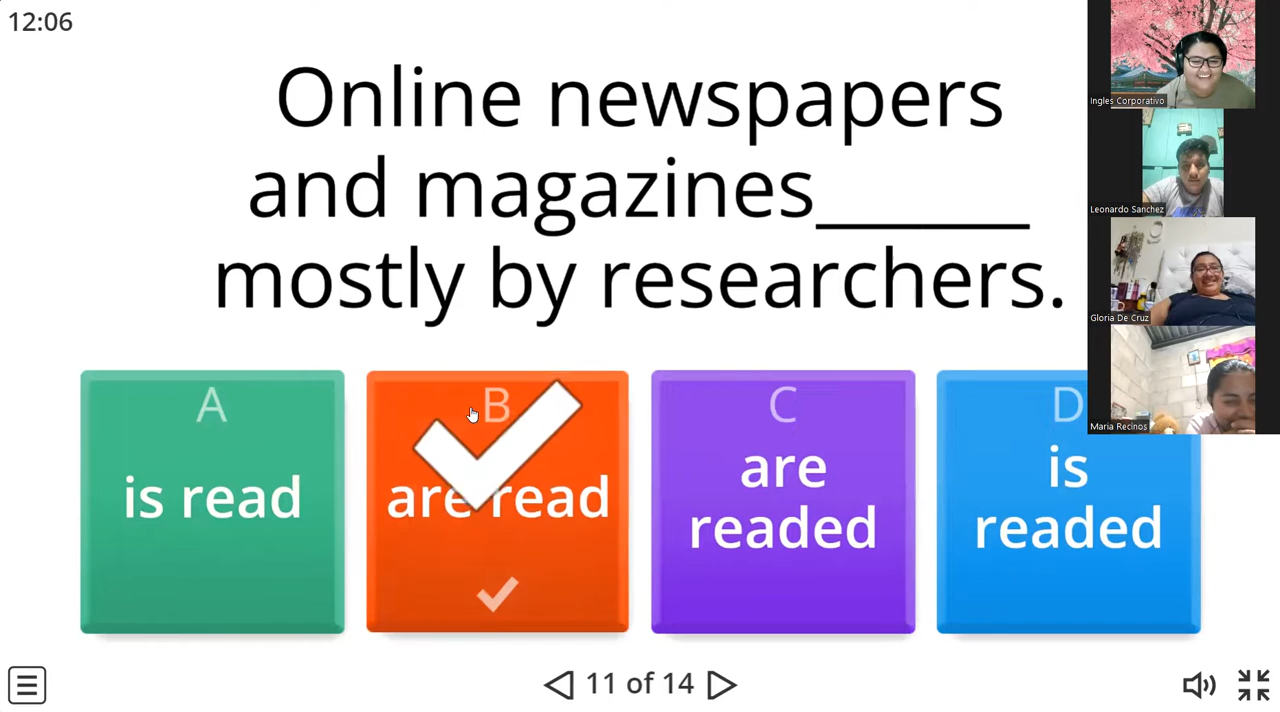 12:06
Online newspapers
and magazines______
mostly by researchers.
A
is read
B
are read
C
are
readed
D
is
readed
11 of 14
Ingles Corporativo
Leonardo Sanchez
Gloria De Cruz
Maria Recinos